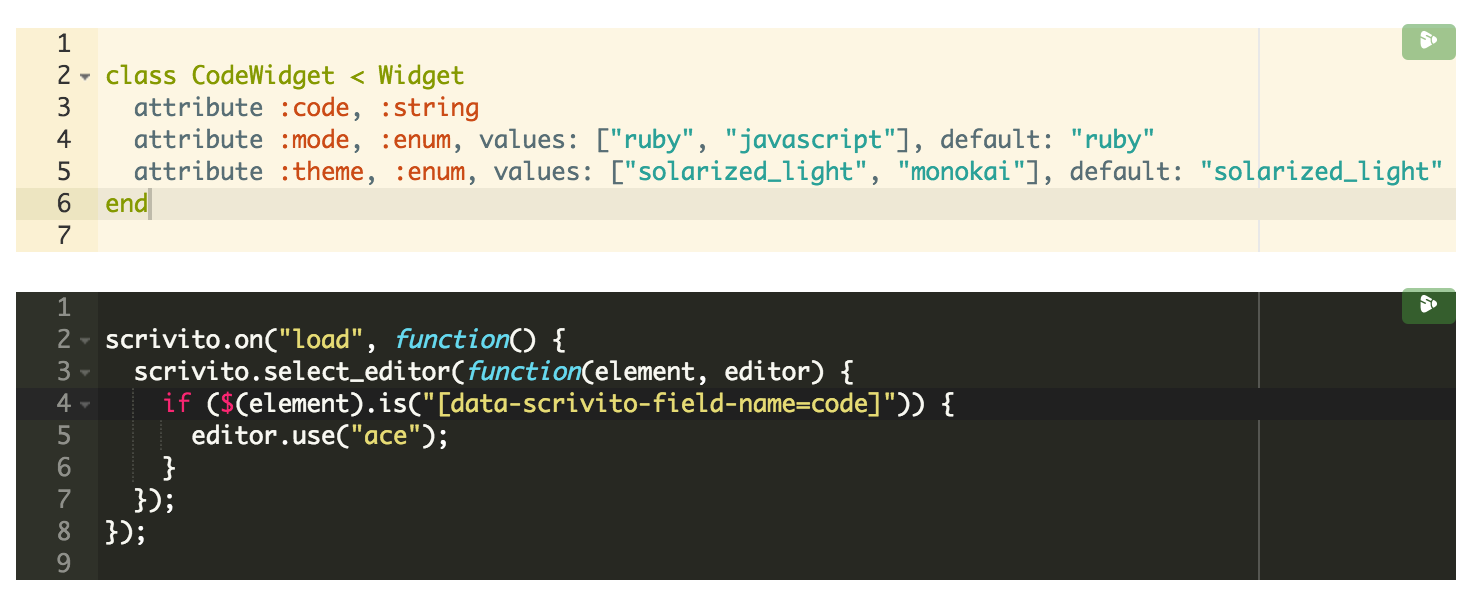 1
2 class CodeWidget < Widget
3   attribute :code, :string
4   attribute :mode, :enum, values: ["ruby", "javascript"], default: "ruby"
5   attribute :theme, :enum, values: ["solarized_light", "monokai"], default: "solarized_light"
6 end
7
1
2 scrivito.on("load", function() {
3   scrivito.select_editor(function(element, editor) {
4     if ($(element).is("[data-scrivito-field-name=code]")) {
5       editor.use("ace");
6     }
7   });
8 });
9